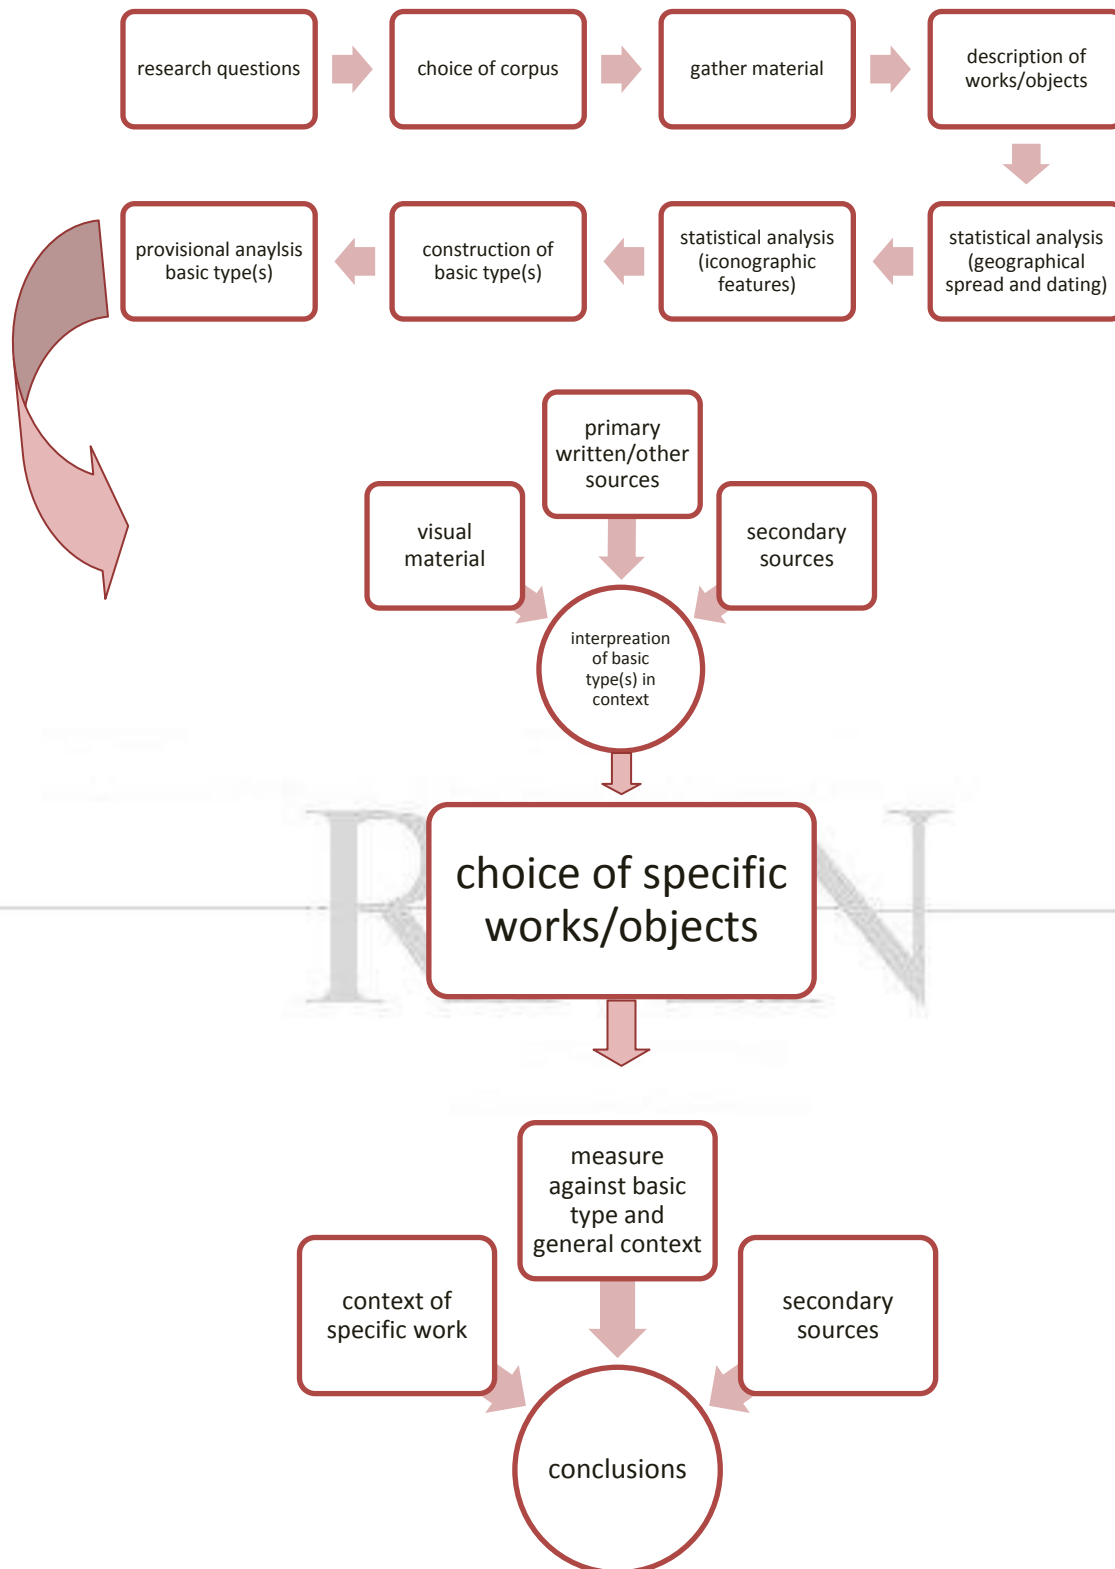 research questions
choice of corpus
gather material
description of
works/objects
provisional anaylsis
basic type(s)
construction of
basic type(s)
statistical analysis
(iconographic
features)
statistical analysis
(geographical
spread and dating)
primary
written/other
sources
visual
material
secondary
sources
interpreation
of basic
type(s) in
context
choice of specific
works/objects
measure
against basic
type and
general context
context of
specific work
secondary
sources
conclusions